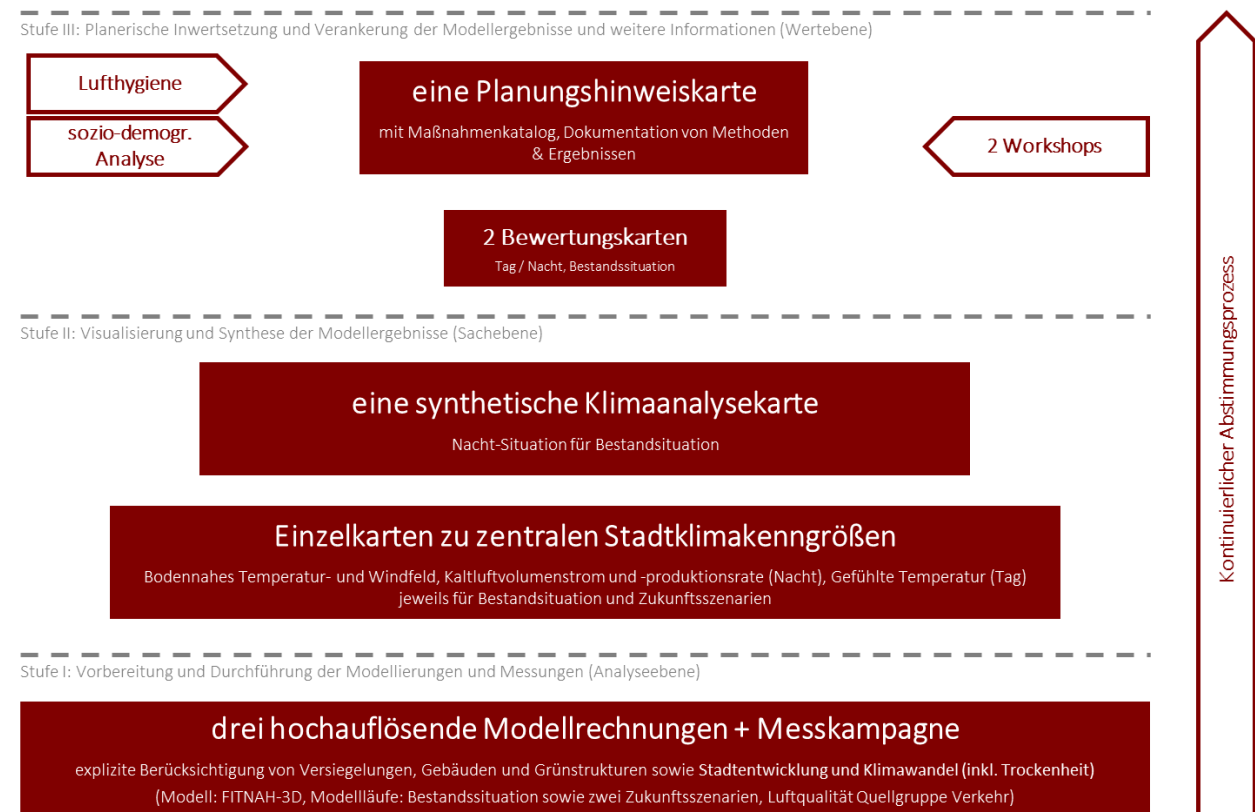 Stufe III: Planerische Inwertsetzung und Verankerung der Modellergebnisse und weitere Informationen (Wertebene)
Lufthygiene
sozio-demogr.
Analyse
eine Planungshinweiskarte
mit Maßnahmenkatalog, Dokumentation von Methoden
& Ergebnissen
2 Workshops
2 Bewertungskarten
Tag / Nacht, Bestandssituation
Stufe II: Visualisierung und Synthese der Modellergebnisse (Sachebene)
eine synthetische Klimaanalysekarte
Nacht-Situation für Bestandsituation
Einzelkarten zu zentralen Stadtklimakenngrößen
Bodennahes Temperatur- und Windfeld, Kaltluftvolumenstrom und -produktionsrate (Nacht), Gefühlte Temperatur (Tag)
jeweils für Bestandsituation und Zukunftsszenarien
Stufe I: Vorbereitung und Durchführung der Modellierungen und Messungen (Analyseebene)
drei hochauflösende Modellrechnungen + Messkampagne
explizite Berücksichtigung von Versiegelungen, Gebäuden und Grünstrukturen sowie Stadtentwicklung und Klimawandel (inkl. Trockenheit)
(Modell: FITNAH-3D, Modellläufe: Bestandssituation sowie zwei Zukunftsszenarien, Luftqualität Quellgruppe Verkehr)
Kontinuierlicher Abstimmungsprozess